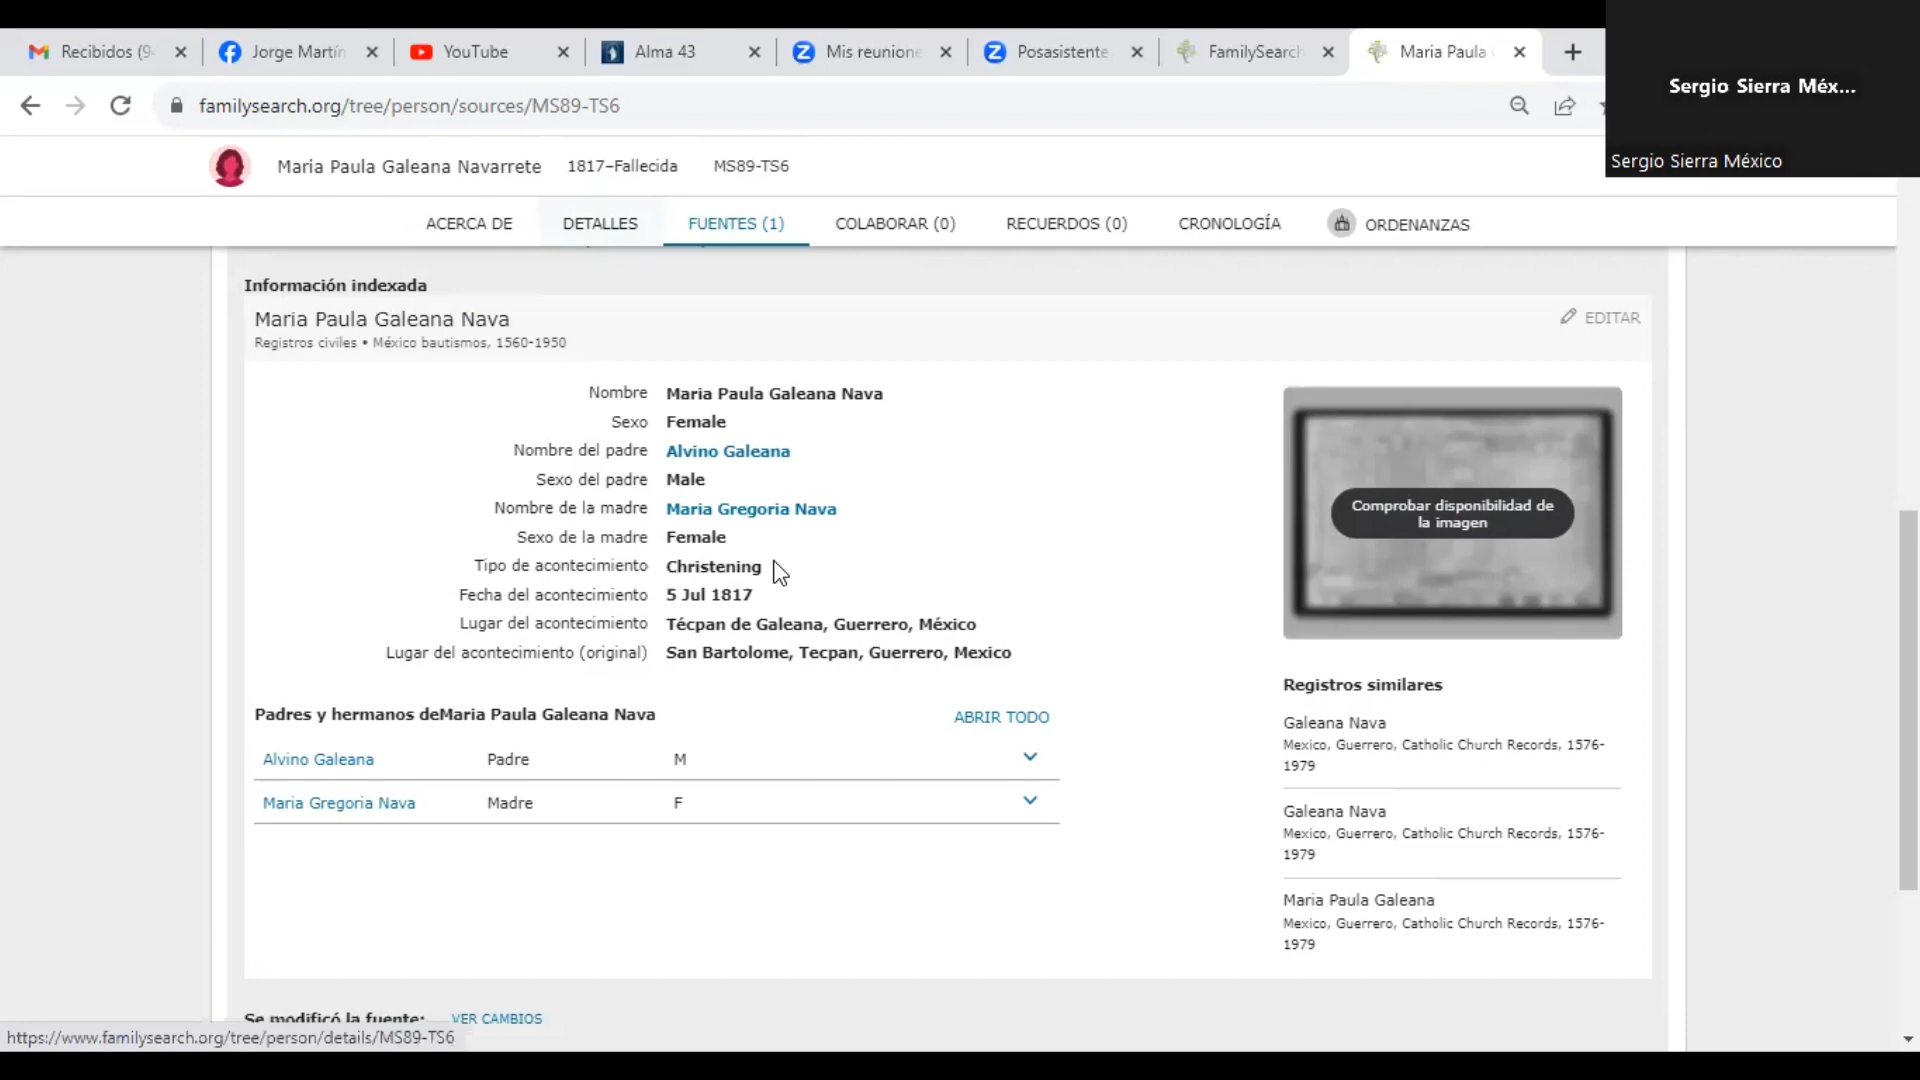 Recibidos (9
Jorge Martín
YouTube
Alma 43
Mis reunione
Posasistente
FamilySearch
Maria Paula
familysearch.org/tree/person/sources/MS89-TS6
Sergio Sierra Méx...
Sergio Sierra México
Maria Paula Galeana Navarrete 1817–Fallecida MS89-TS6
ACERCA DE DETALLES FUENTES (1) COLABORAR (0) RECUERDOS (0) CRONOLOGÍA ORDENANZAS
Información indexada
Maria Paula Galeana Nava
EDITAR
Registros civiles • México bautismos, 1560-1950
Nombre Maria Paula Galeana Nava
Sexo Female
Nombre del padre Alvino Galeana
Sexo del padre Male
Nombre de la madre Maria Gregoria Nava
Sexo de la madre Female
Tipo de acontecimiento Christening
Fecha del acontecimiento 5 Jul 1817
Lugar del acontecimiento Técpan de Galeana, Guerrero, México
Lugar del acontecimiento (original) San Bartolome, Tecpan, Guerrero, Mexico
Comprobar disponibilidad de
la imagen
Padres y hermanos deMaria Paula Galeana Nava ABRIR TODO
Alvino Galeana Padre M
Maria Gregoria Nava Madre F
Registros similares
Galeana Nava
Mexico, Guerrero, Catholic Church Records, 1576-
1979
Galeana Nava
Mexico, Guerrero, Catholic Church Records, 1576-
1979
Maria Paula Galeana
Mexico, Guerrero, Catholic Church Records, 1576-
1979
Se modificó la fuente: VER CAMBIOS
https://www.familysearch.org/tree/person/details/MS89-TS6